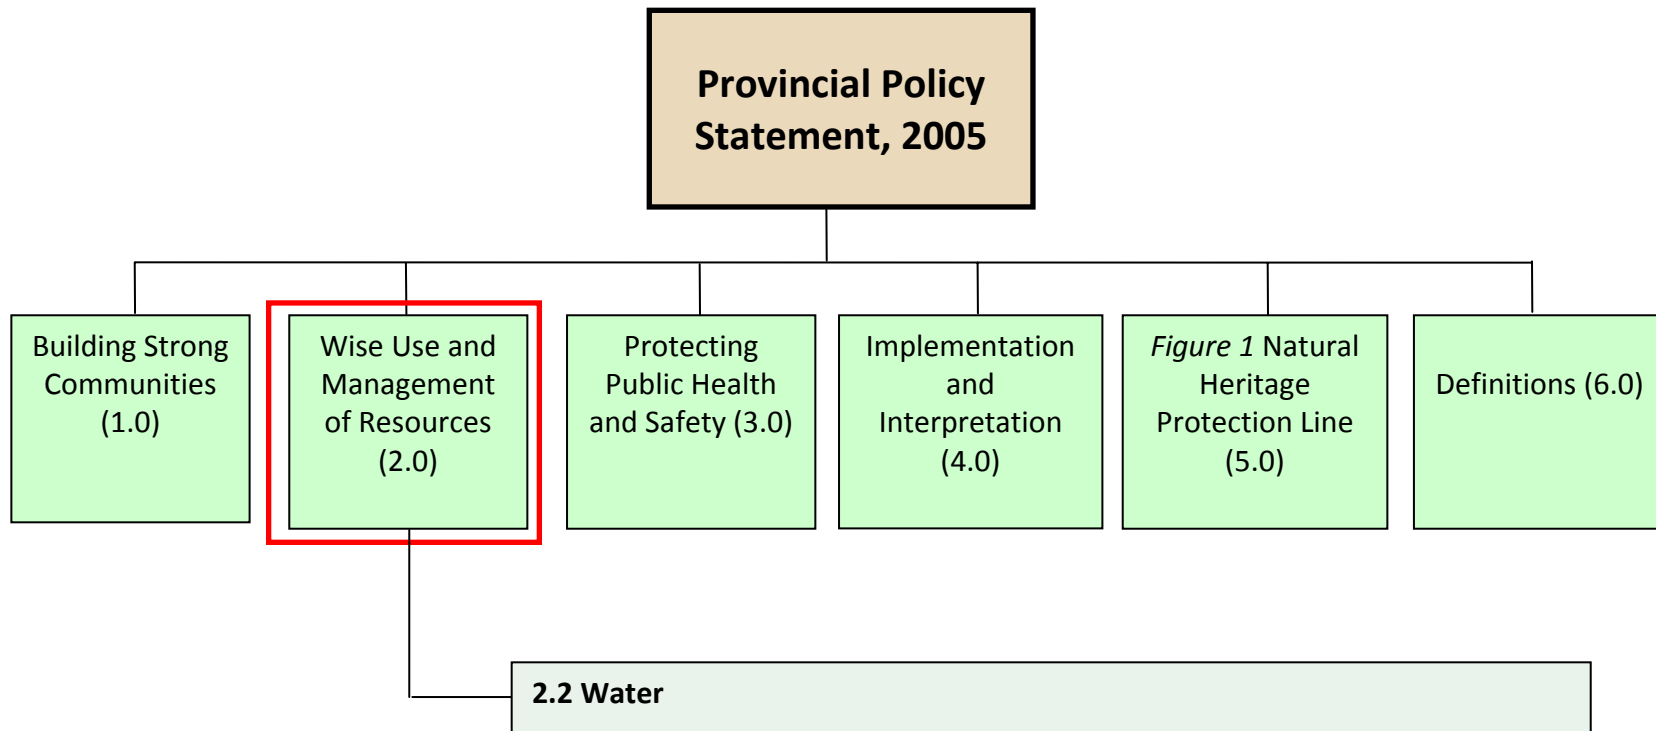 Provincial Policy
Statement, 2005
Building Strong
Communities
(1.0)
Wise Use and
Management
of Resources
(2.0)
Protecting
Public Health
and Safety (3.0)
Implementation
and
Interpretation
(4.0)
Figure 1 Natural
Heritage
Protection Line
(5.0)
Definitions (6.0)
2.2 Water